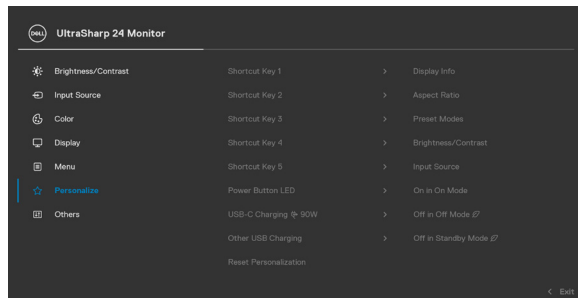 DELL UltraSharp 24 Monitor
Brightness/Contrast Shortcut Key 1 > Display Info
Input Source Shortcut Key 2 > Aspect Ratio
Color Shortcut Key 3 > Preset Modes
Display Shortcut Key 4 > Brightness/Contrast
Menu Shortcut Key 5 > Input Source
Personalize Power Button LED > On in On Mode
Others USB-C Charging 90W > Off in Off Mode
Other USB Charging > Off in Standby Mode
Reset Personalization
< Exit